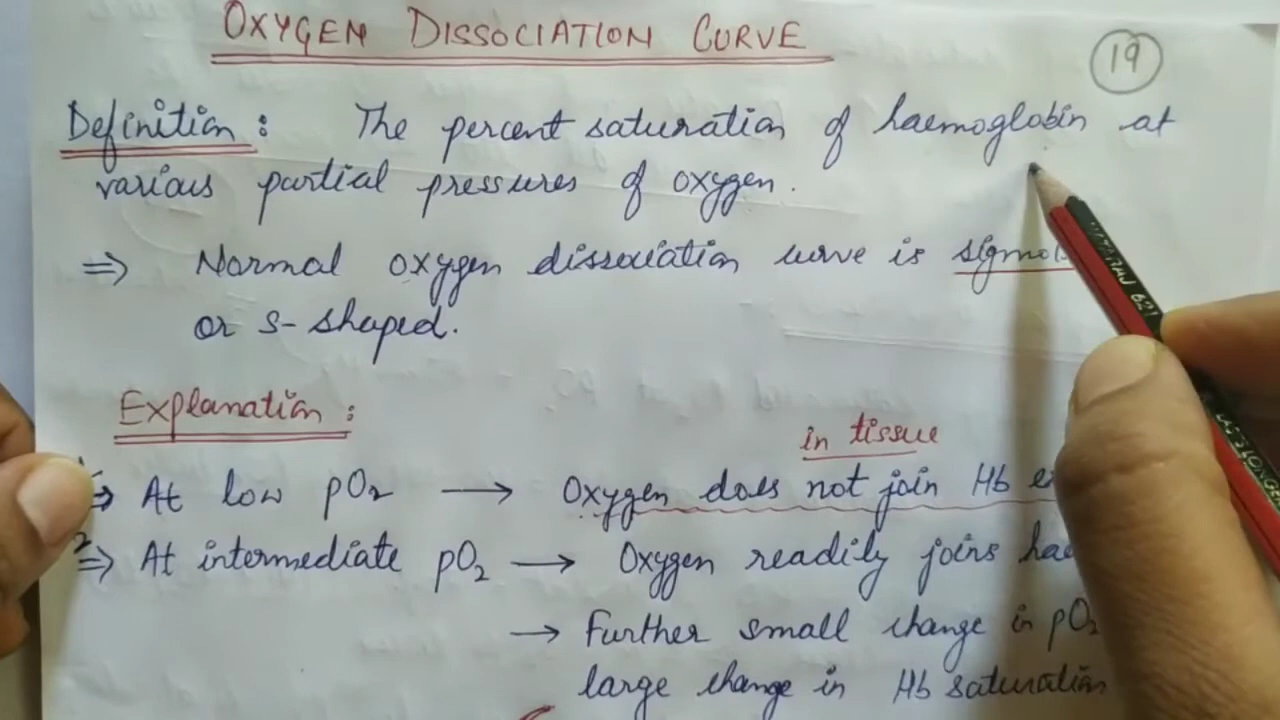 OXYGEN DISSOCIATION CURVE
19
Definition : The percent saturation of haemoglobin at
various partial pressures of oxygen.
⇒ Normal oxygen dissociation curve is
or S-shaped.
Explanation :
in tissue
⇒ At low pO₂ → Oxygen does not join Hb
2 ⇒ At intermediate pO₂ → Oxygen readily joins
→ Further small change in pO₂
large change in Hb saturation